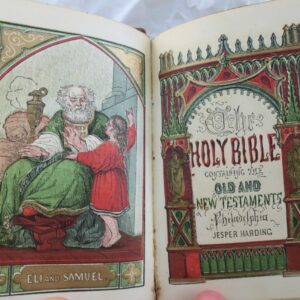 ELI AND SAMUEL
The
HOLY BIBLE
CONTAINING THE
OLD AND
NEW TESTAMENTS
Philadelphia
JESPER HARDING